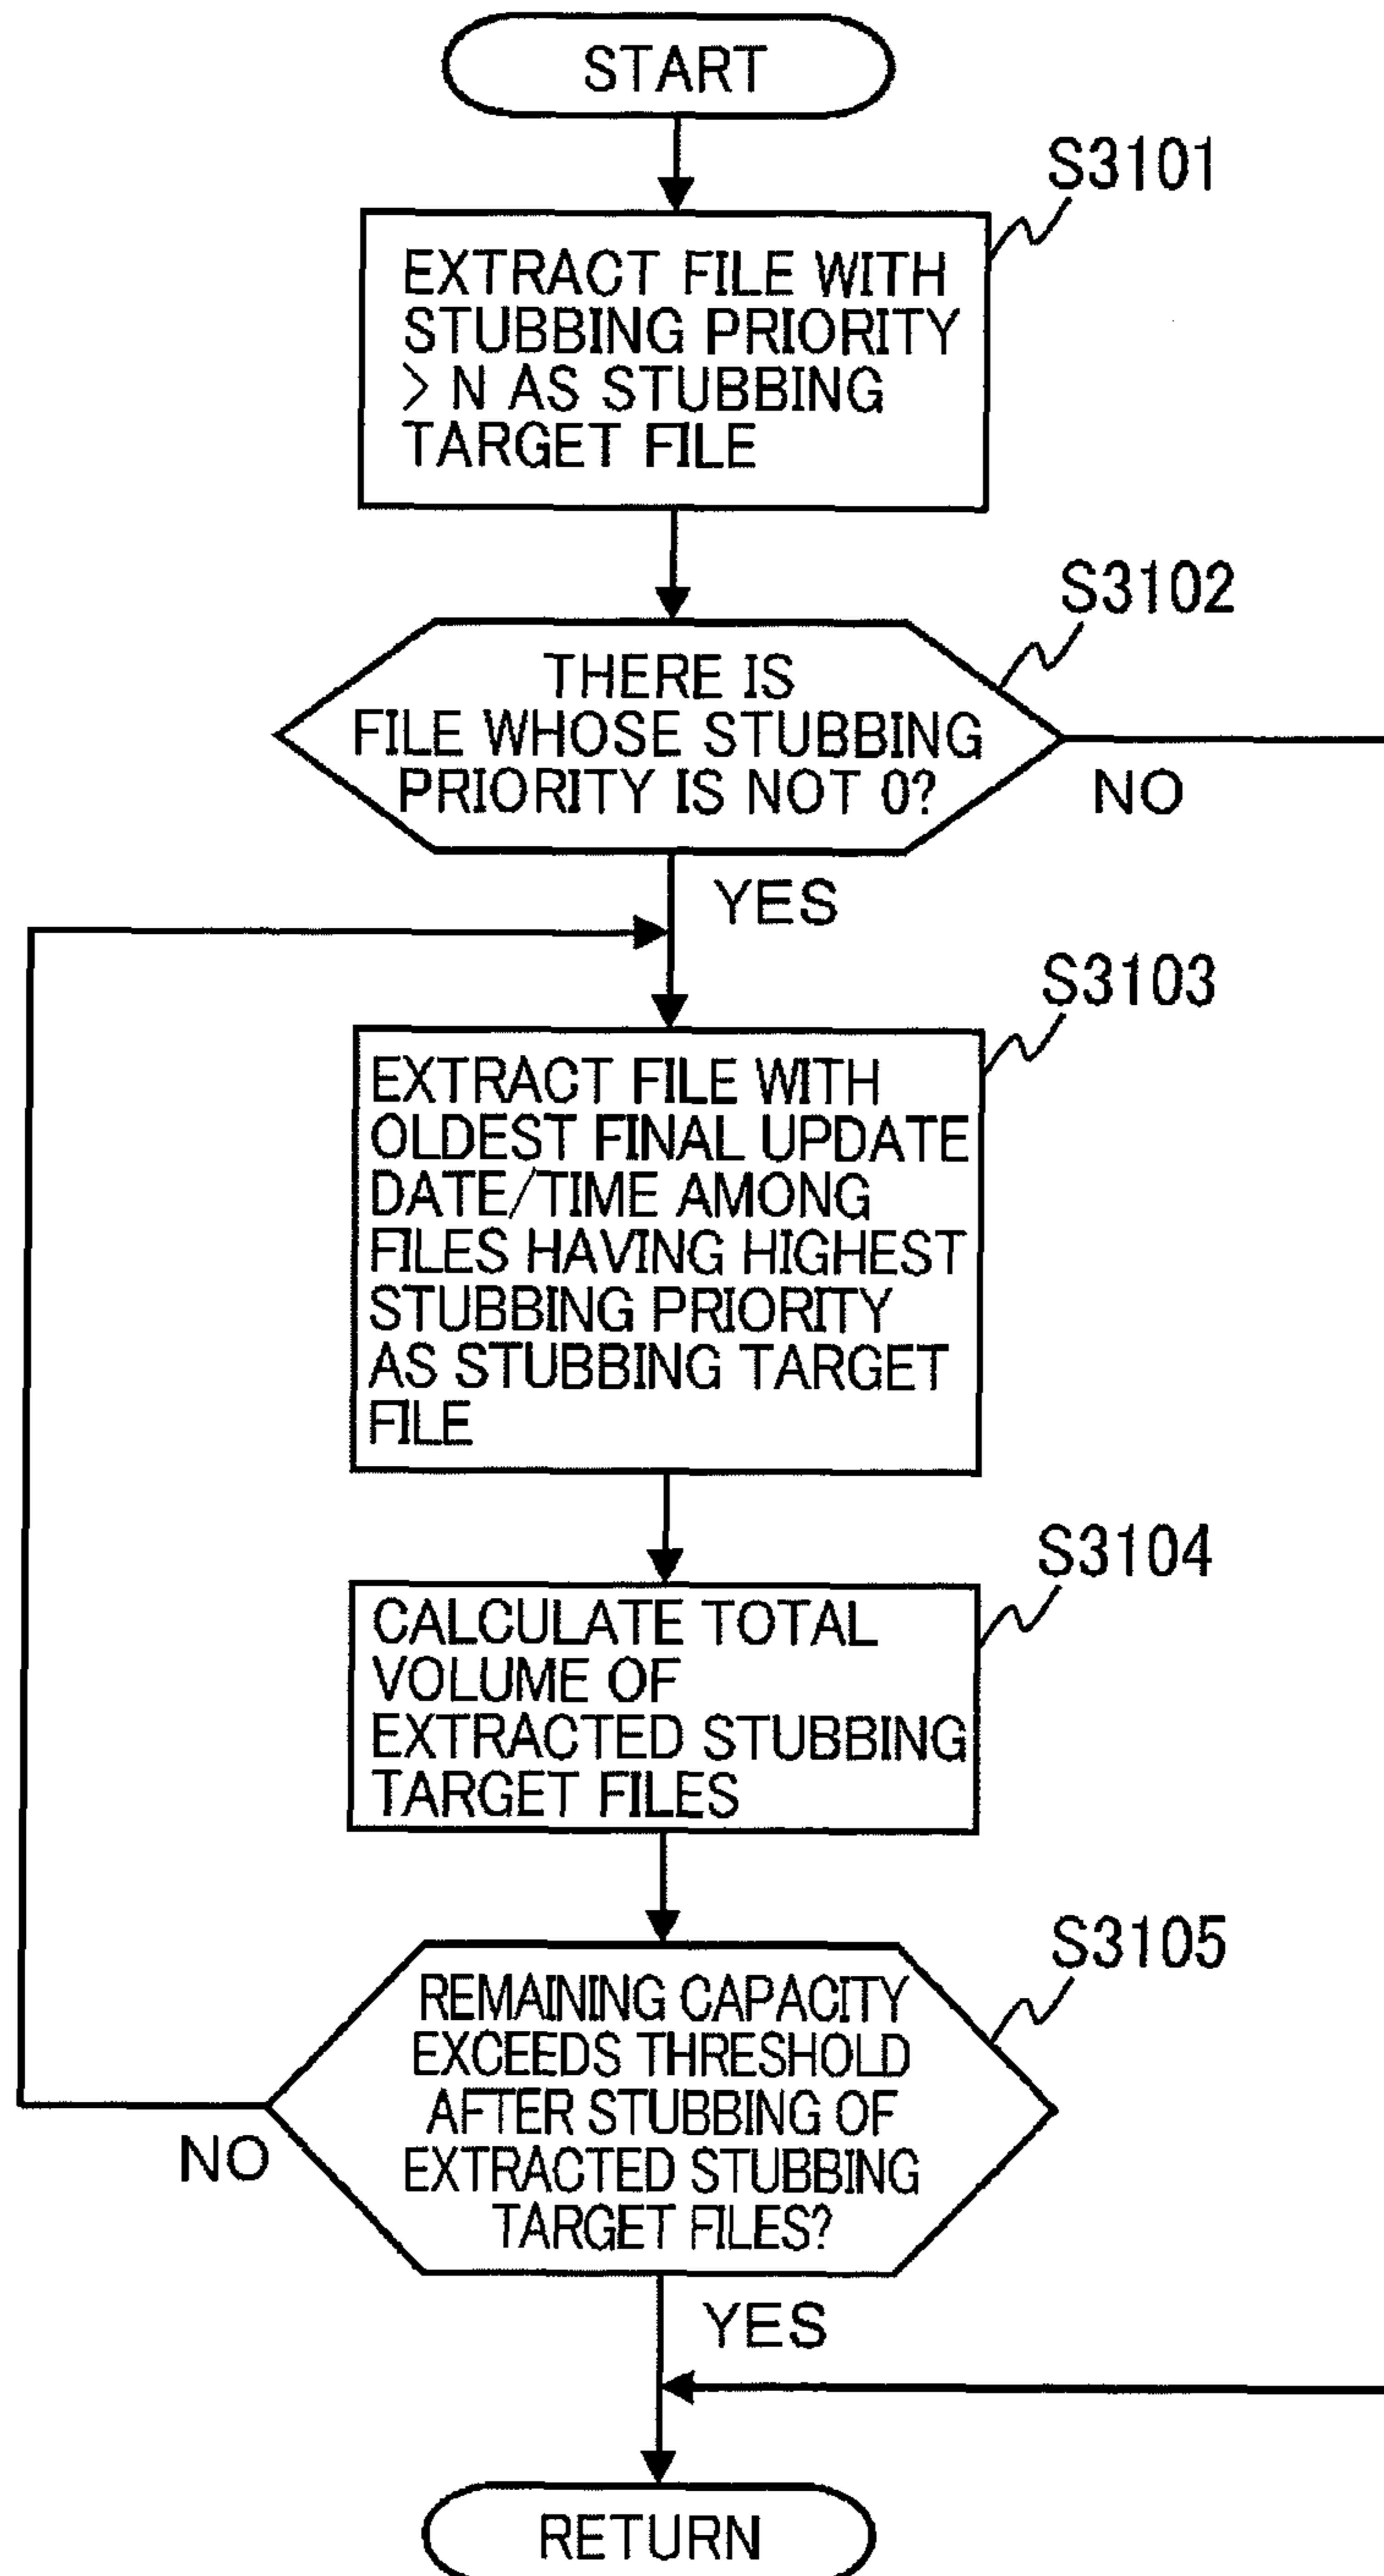 START
S3101
EXTRACT FILE WITH
STUBBING PRIORITY
> N AS STUBBING
TARGET FILE
S3102
THERE IS
FILE WHOSE STUBBING
PRIORITY IS NOT 0?
NO
YES
S3103
EXTRACT FILE WITH
OLDEST FINAL UPDATE
DATE/TIME AMONG
FILES HAVING HIGHEST
STUBBING PRIORITY
AS STUBBING TARGET
FILE
S3104
CALCULATE TOTAL
VOLUME OF
EXTRACTED STUBBING
TARGET FILES
S3105
REMAINING CAPACITY
EXCEEDS THRESHOLD
AFTER STUBBING OF
EXTRACTED STUBBING
TARGET FILES?
NO
YES
RETURN